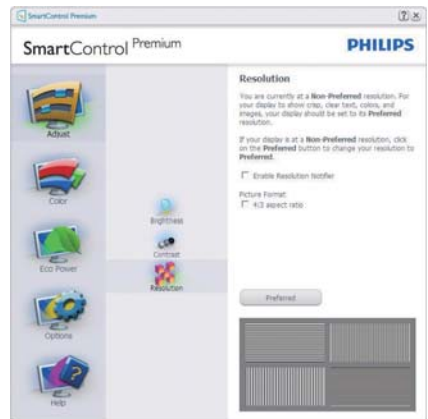 SmartControl Premium
SmartControl Premium
PHILIPS
Adjust
Color
Eco Power
Options
Help
Brightness
Contrast
Resolution
Resolution
You are currently at a Non-Preferred resolution. For
your display to show crisp, clear text, colors, and
images, your display should be set to its Preferred
resolution.
If your display is at a Non-Preferred resolution, click
on the Preferred button to change your resolution to
Preferred.
Enable Resolution Notifier
Picture Format
4:3 aspect ratio
Preferred